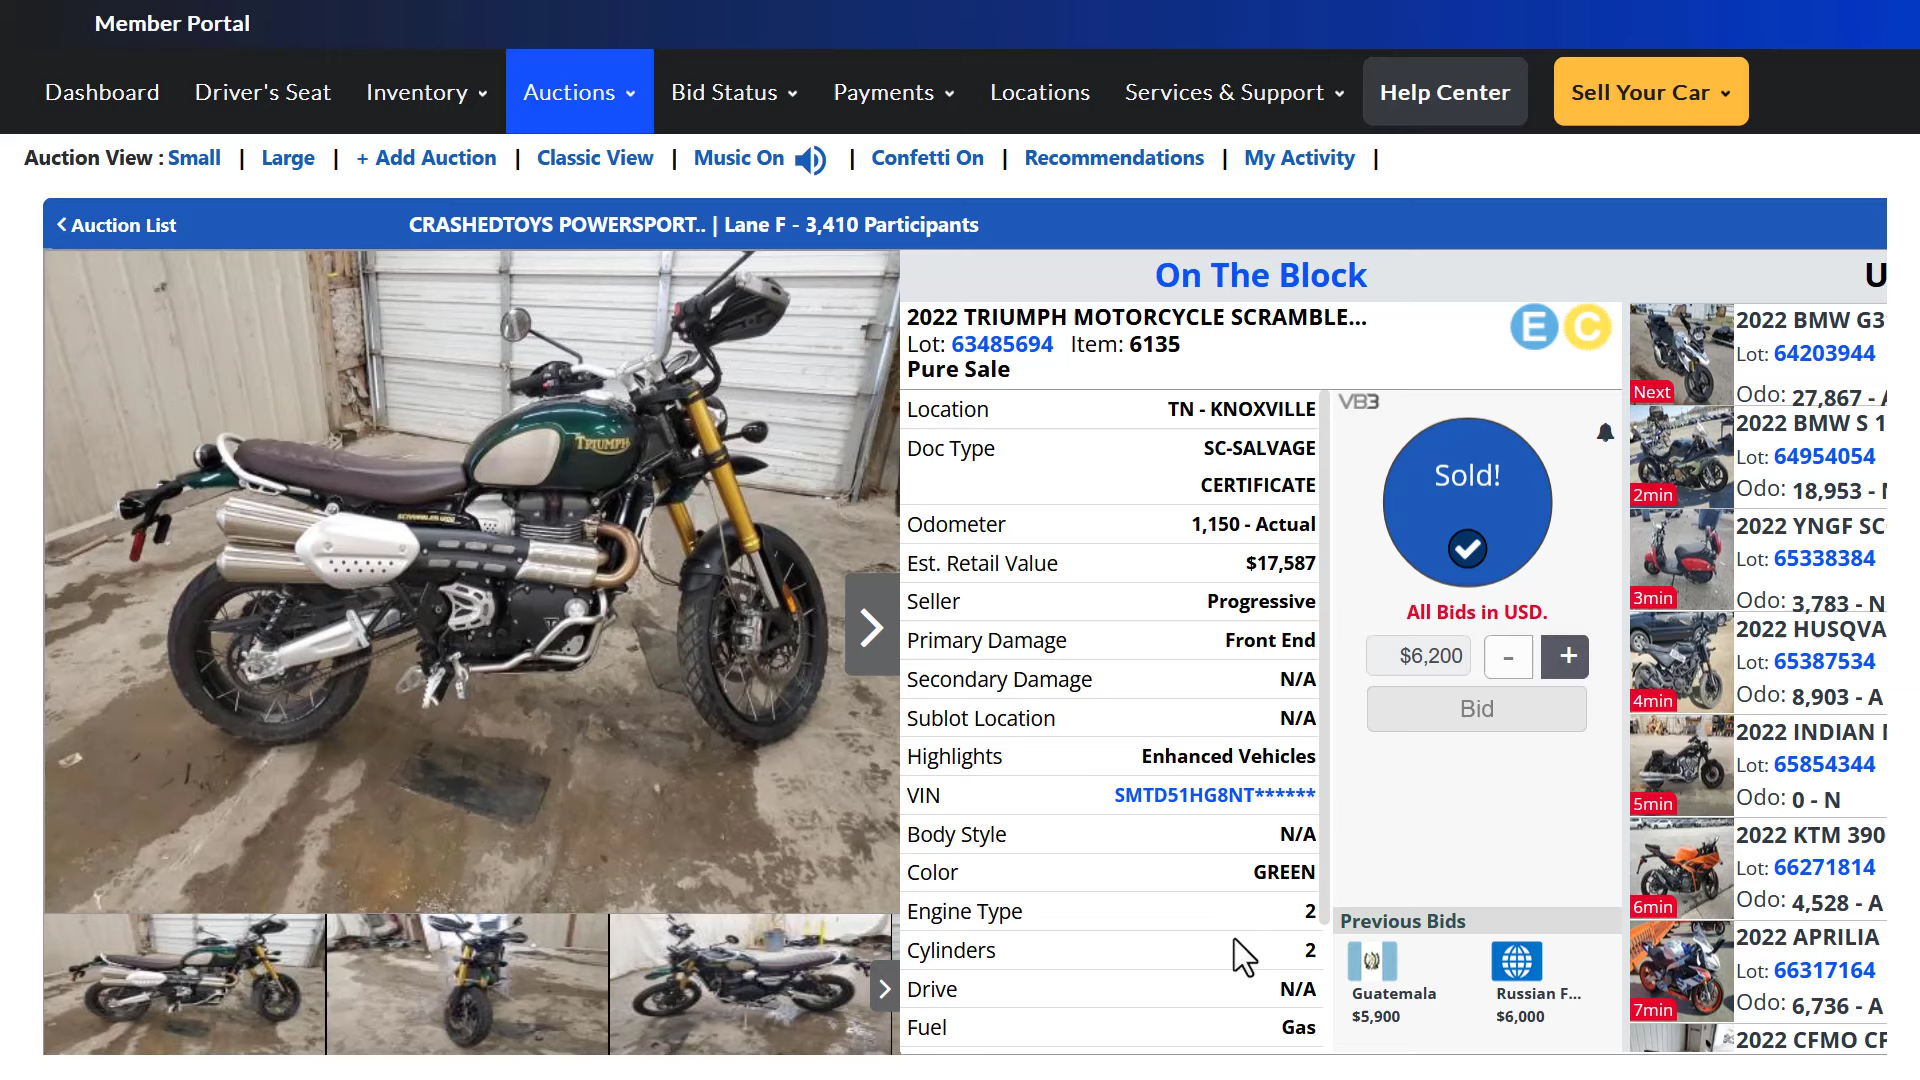 Member Portal
Dashboard Driver's Seat Inventory Auctions Bid Status Payments Locations Services & Support Help Center Sell Your Car
Auction View : Small | Large | + Add Auction | Classic View | Music On | Confetti On | Recommendations | My Activity |
Auction List
CRASHEDTOYS POWERSPORT.. | Lane F - 3,410 Participants
On The Block
2022 TRIUMPH MOTORCYCLE SCRAMBLE...
Lot: 63485694 Item: 6135
Pure Sale
E C
Location TN - KNOXVILLE
Doc Type SC-SALVAGE
CERTIFICATE
Odometer 1,150 - Actual
Est. Retail Value $17,587
Seller Progressive
Primary Damage Front End
Secondary Damage N/A
Sublot Location N/A
Highlights Enhanced Vehicles
VIN SMTD51HG8NT******
Body Style N/A
Color GREEN
Engine Type 2
Cylinders 2
Drive N/A
Fuel Gas
VB3
Sold!
All Bids in USD.
$6,200 - +
Bid
Previous Bids
Guatemala
$5,900
Russian F...
$6,000
U
2022 BMW G3
Lot: 64203944
Next
Odo: 27,867 -
2022 BMW S 1
Lot: 64954054
2min
Odo: 18,953 -
2022 YNGF SC
Lot: 65338384
3min
Odo: 3,783 - N
2022 HUSQVA
Lot: 65387534
4min
Odo: 8,903 - A
2022 INDIAN
Lot: 65854344
5min
Odo: 0 - N
2022 KTM 390
Lot: 66271814
6min
Odo: 4,528 - A
2022 APRILIA
Lot: 66317164
7min
Odo: 6,736 - A
2022 CFMO CF
TRIUMPH
SCRAMBLER 1200